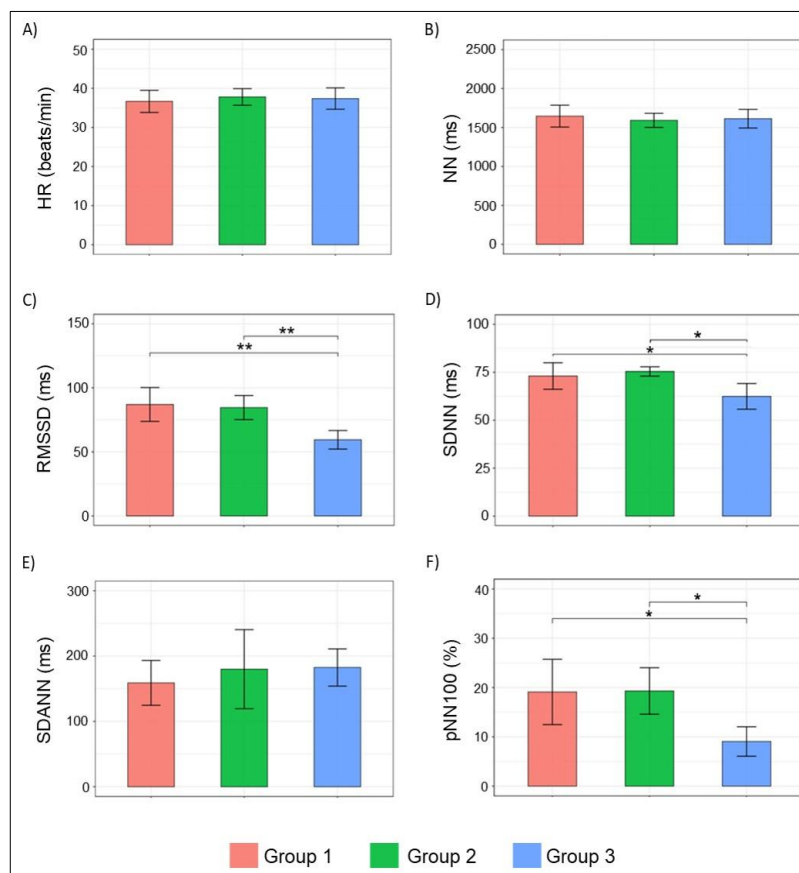 A)
HR (beats/min)
50
40
30
20
10
0
B)
NN (ms)
2500
2000
1500
1000
500
0
C)
RMSSD (ms)
150
100
50
0
**
**
D)
SDNN (ms)
100
75
50
25
0
*
*
E)
SDANN (ms)
300
200
100
0
F)
pNN100 (%)
40
30
20
10
0
*
*
Group 1 Group 2 Group 3